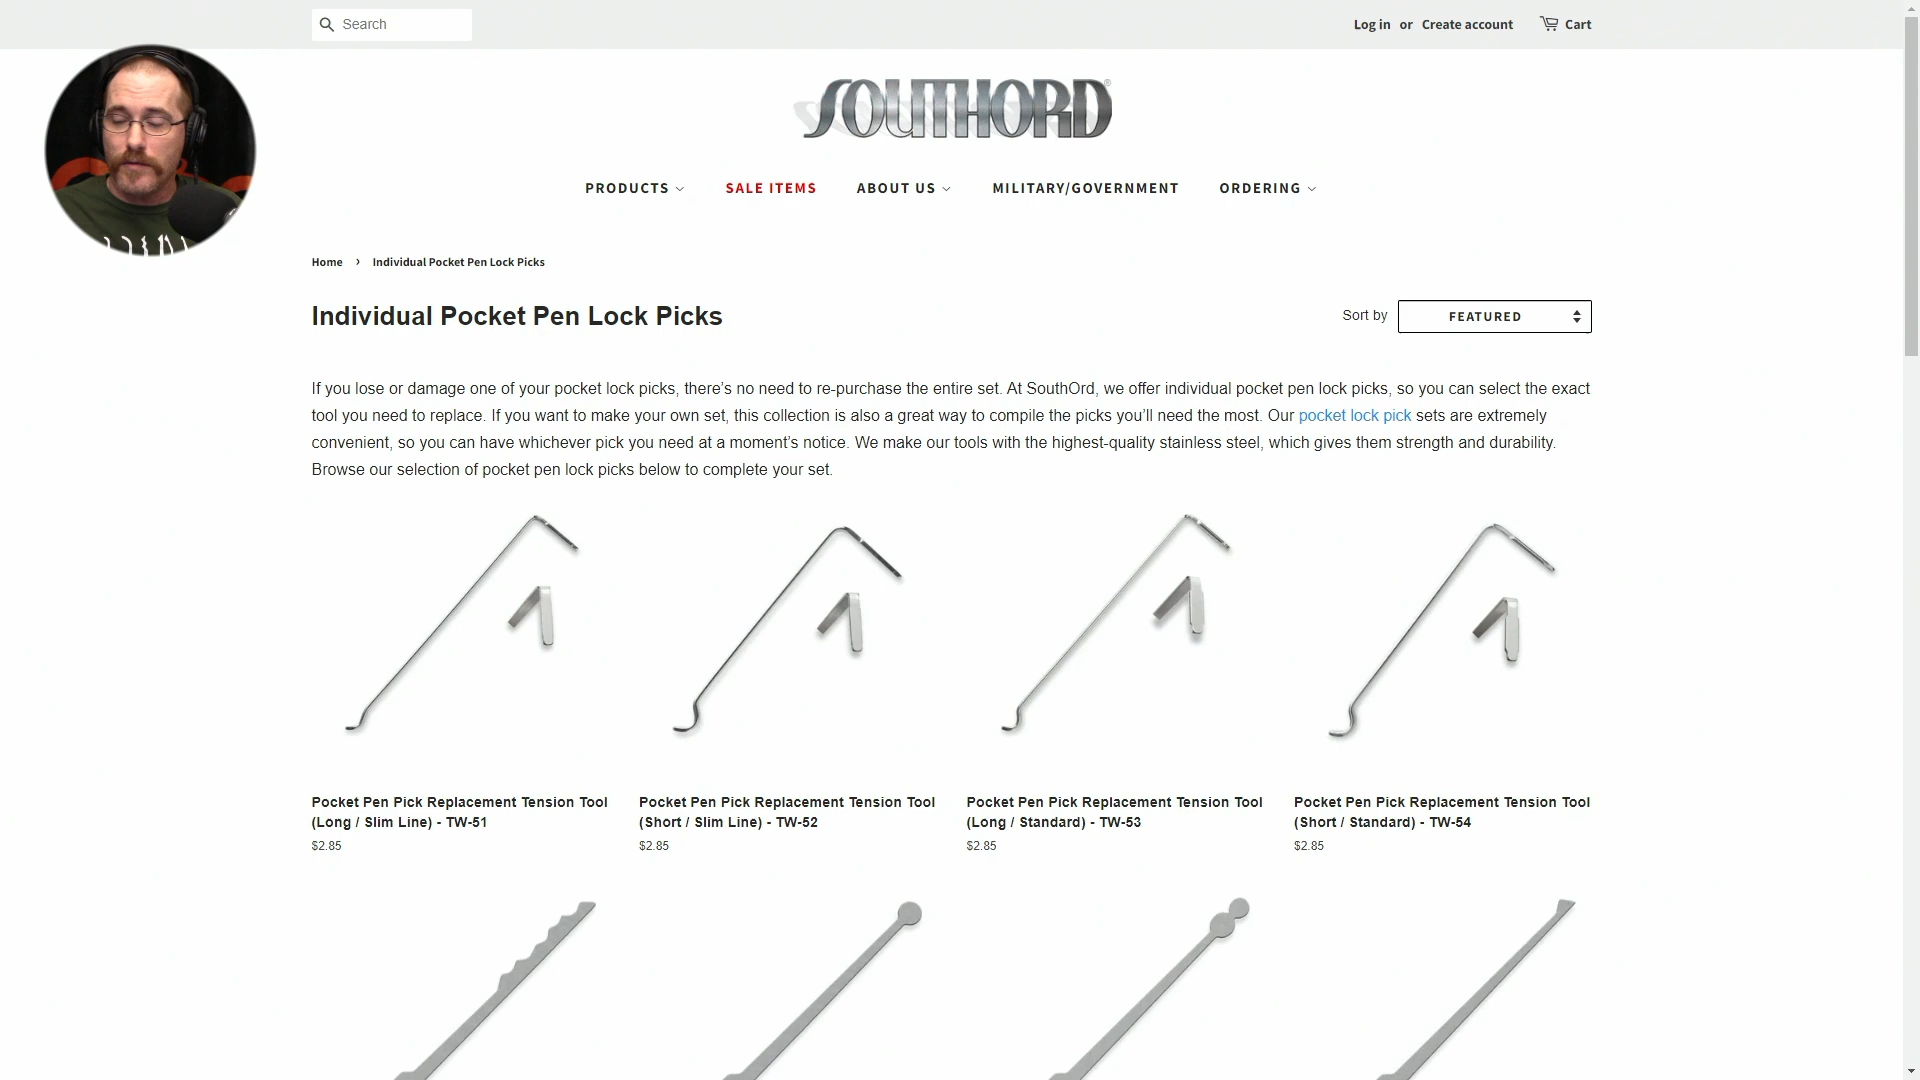 Search
Log in or Create account Cart
SOUTHORD®
PRODUCTS SALE ITEMS ABOUT US MILITARY/GOVERNMENT ORDERING
Home › Individual Pocket Pen Lock Picks
Individual Pocket Pen Lock Picks
Sort by FEATURED
If you lose or damage one of your pocket lock picks, there’s no need to re-purchase the entire set. At SouthOrd, we offer individual pocket pen lock picks, so you can select the exact
tool you need to replace. If you want to make your own set, this collection is also a great way to compile the picks you’ll need the most. Our pocket lock pick sets are extremely
convenient, so you can have whichever pick you need at a moment’s notice. We make our tools with the highest-quality stainless steel, which gives them strength and durability.
Browse our selection of pocket pen lock picks below to complete your set.
Pocket Pen Pick Replacement Tension Tool
(Long / Slim Line) - TW-51
$2.85
Pocket Pen Pick Replacement Tension Tool
(Short / Slim Line) - TW-52
$2.85
Pocket Pen Pick Replacement Tension Tool
(Long / Standard) - TW-53
$2.85
Pocket Pen Pick Replacement Tension Tool
(Short / Standard) - TW-54
$2.85